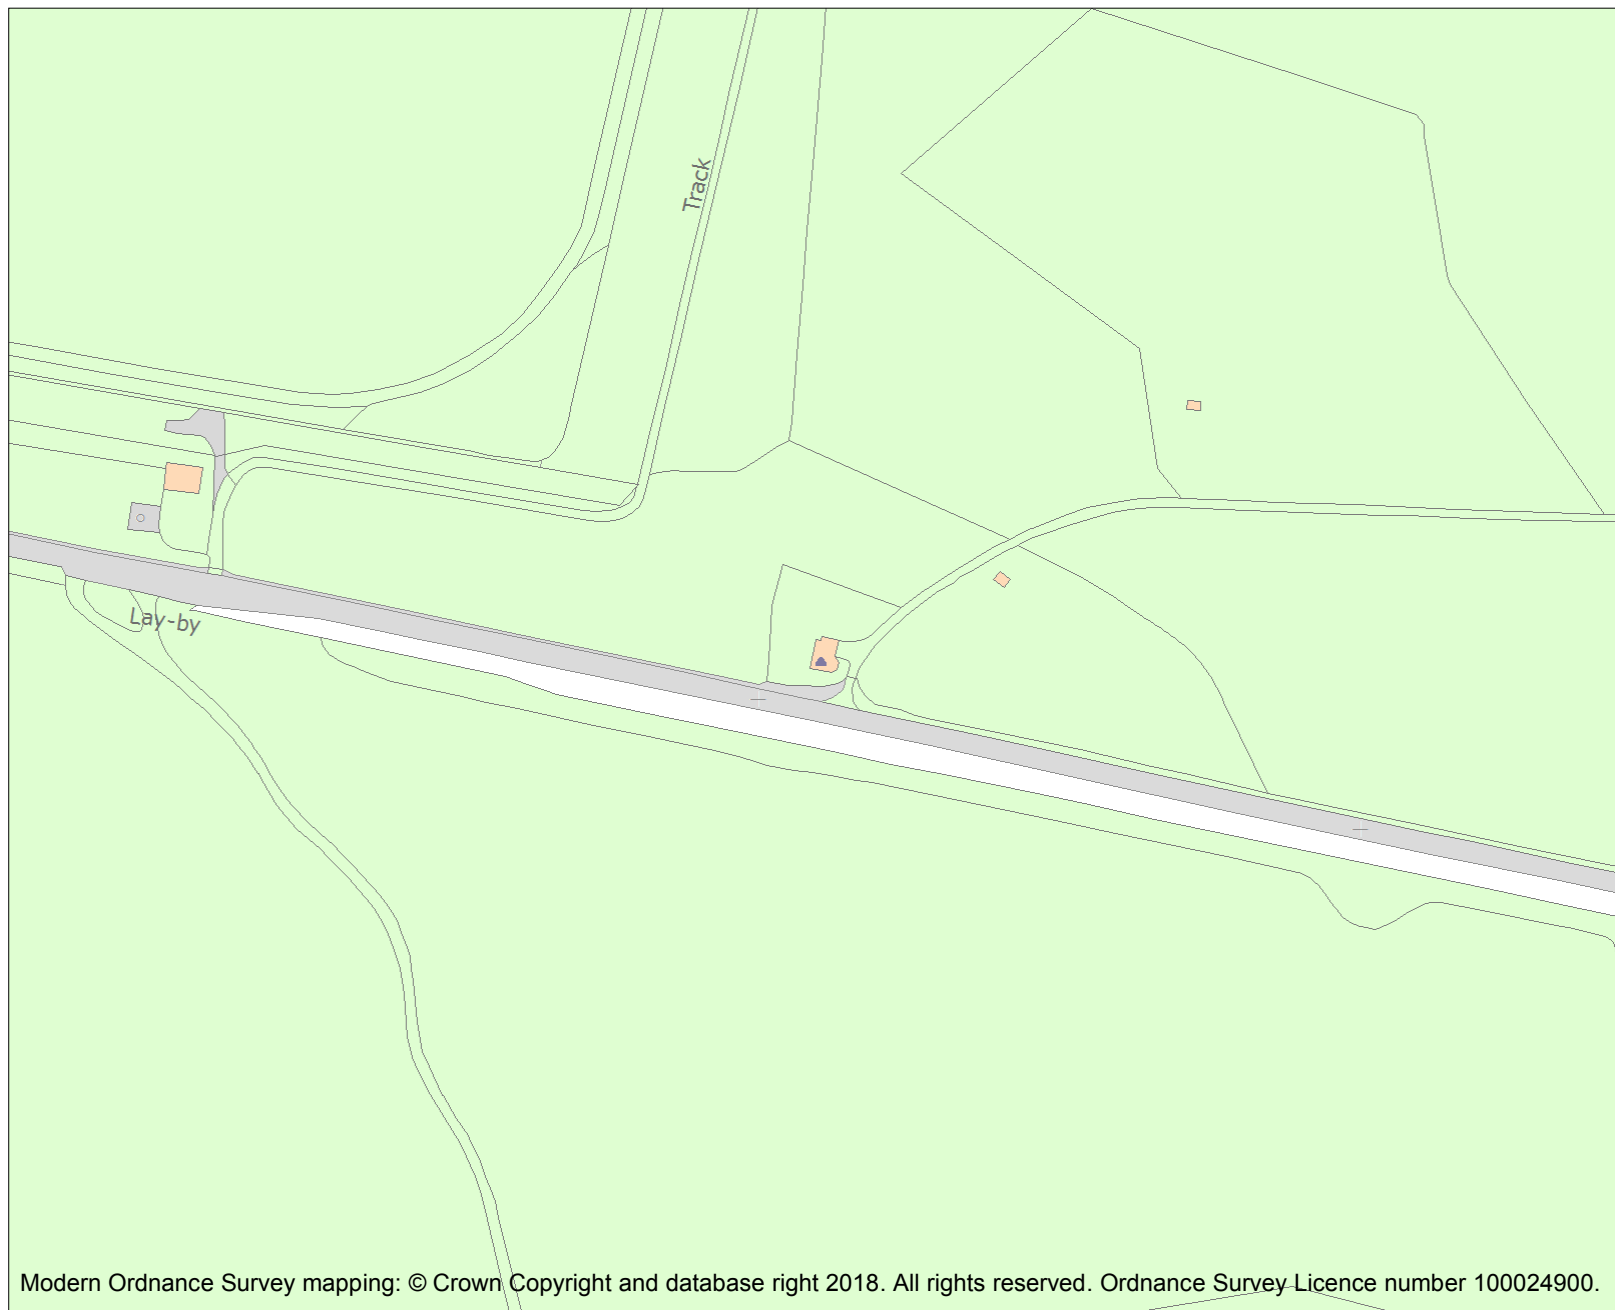 Track
Lay-by
Modern Ordnance Survey mapping: © Crown Copyright and database right 2018. All rights reserved. Ordnance Survey Licence number 100024900.